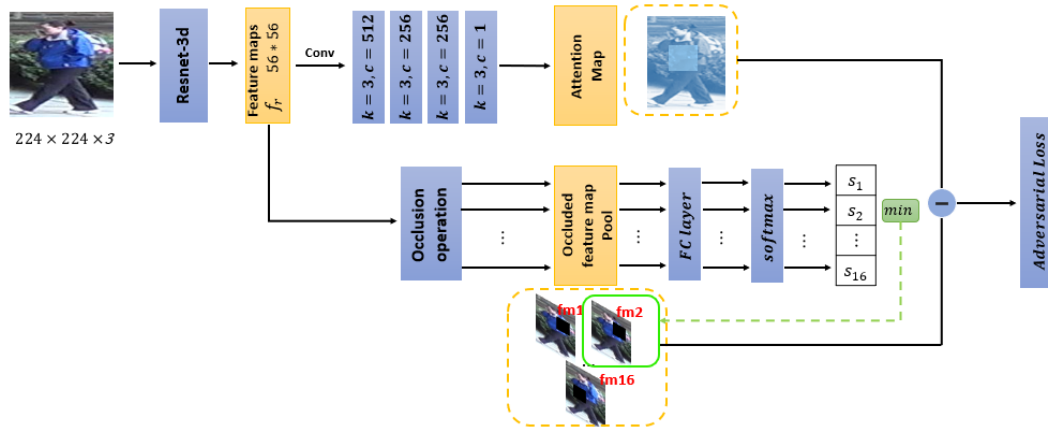 224 × 224 × 3
Resnet-3d
Feature maps
f_r 56 * 56
Conv
k = 3, c = 512
k = 3, c = 256
k = 3, c = 256
k = 3, c = 1
Attention
Map
Occlusion
operation
...
Occluded
feature map
Pool
...
FC layer
...
softmax
...
s_1
s_2
...
s_16
min
−
Adversarial Loss
fm1
fm2
...
fm16